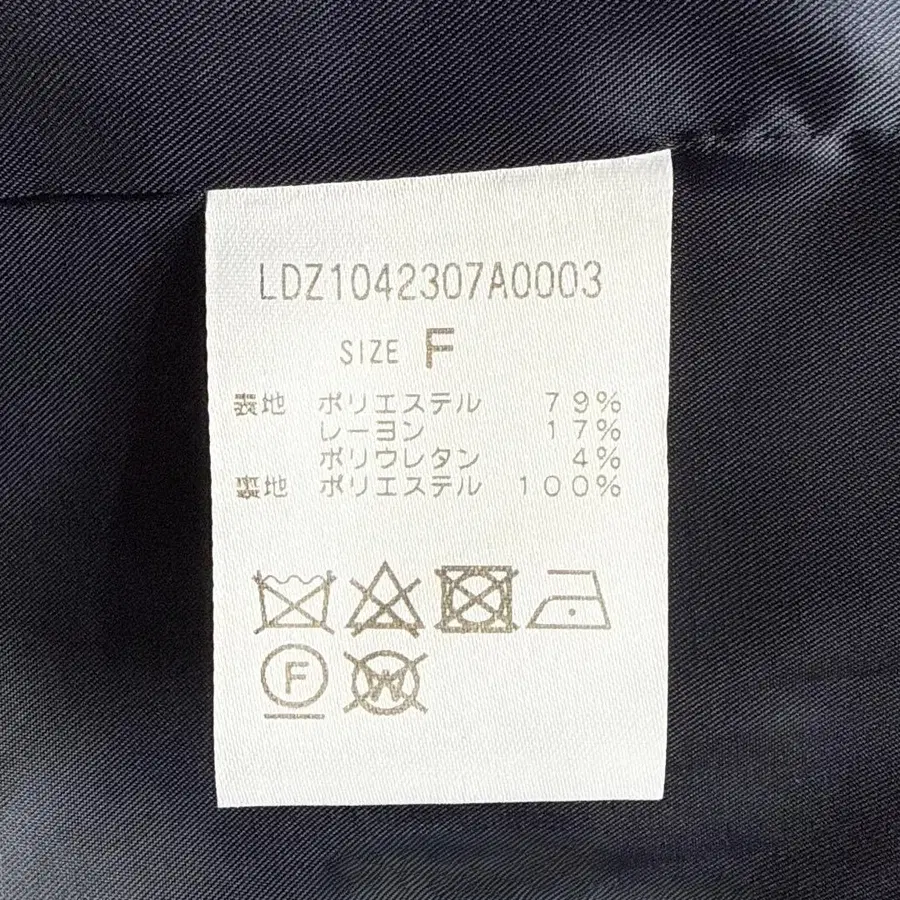 LDZ1042307A0003
SIZE F
表地 ポリエステル 79%
レーヨン 17%
ポリウレタン 4%
裏地 ポリエステル 100%
F
W